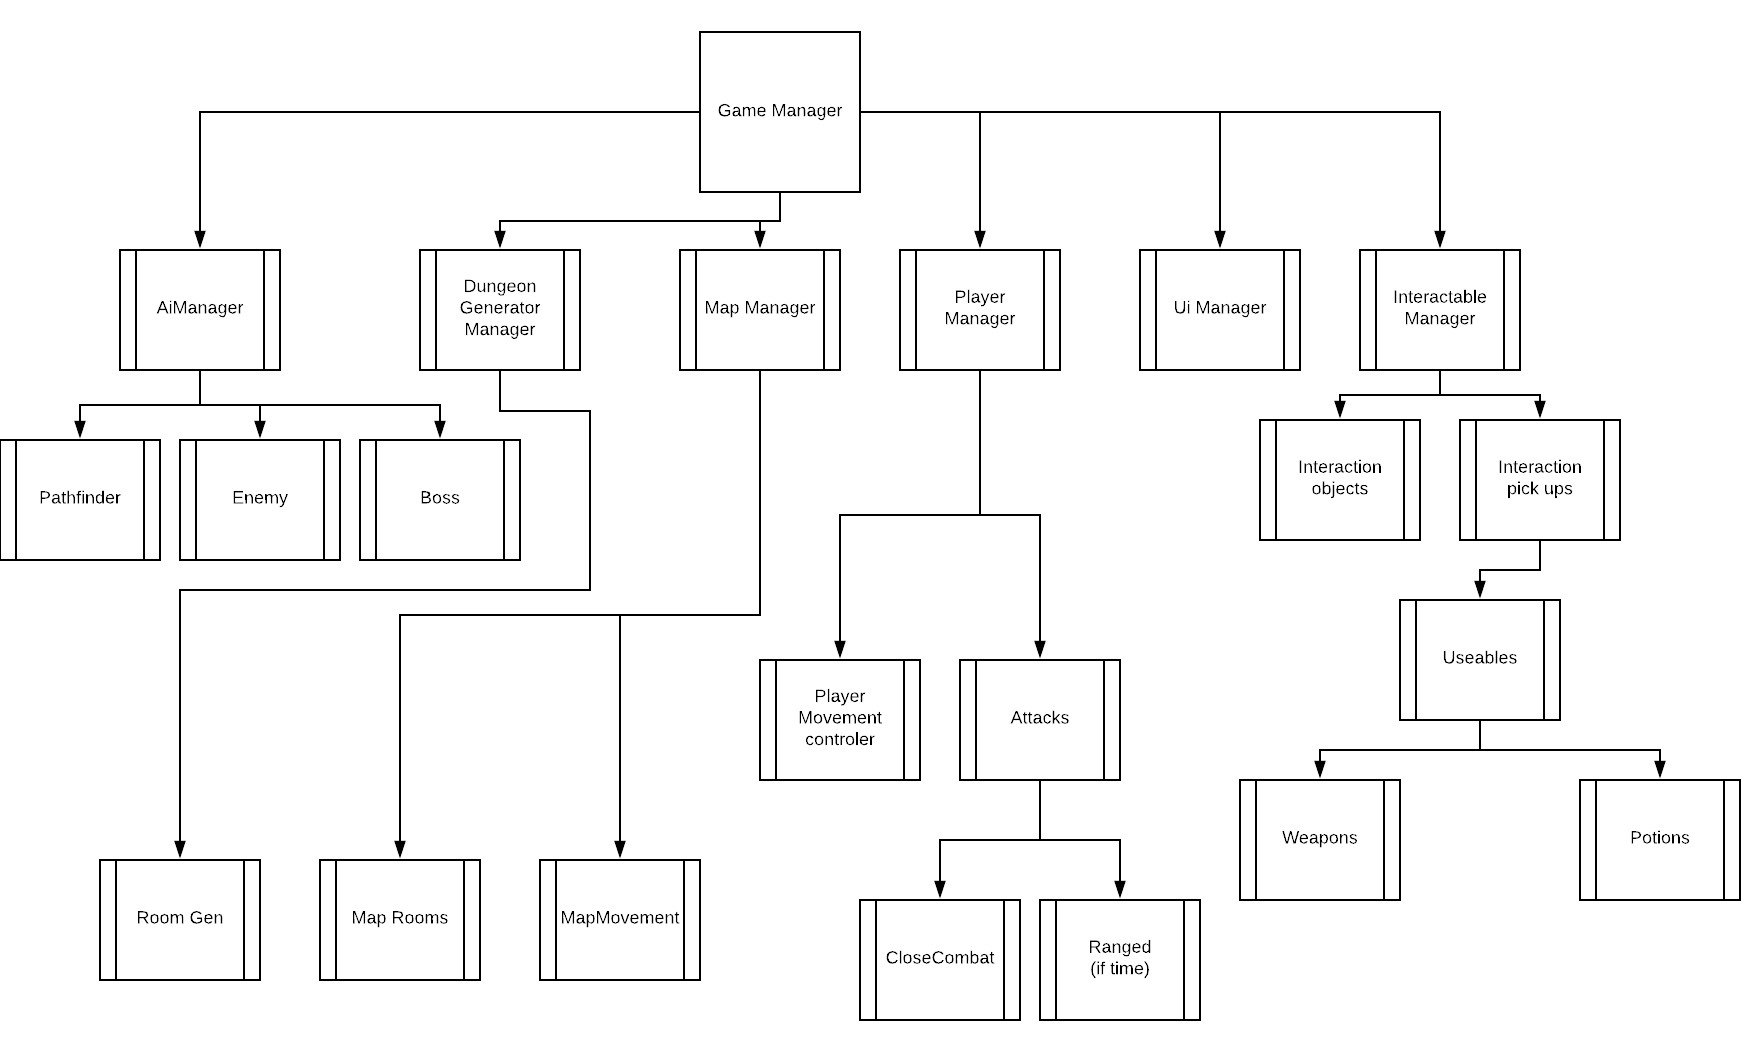 Game Manager
AiManager
Dungeon
Generator
Manager
Map Manager
Player
Manager
Ui Manager
Interactable
Manager
Pathfinder
Enemy
Boss
Interaction
objects
Interaction
pick ups
Useables
Player
Movement
controler
Attacks
Weapons
Potions
Room Gen
Map Rooms
MapMovement
CloseCombat
Ranged
(if time)